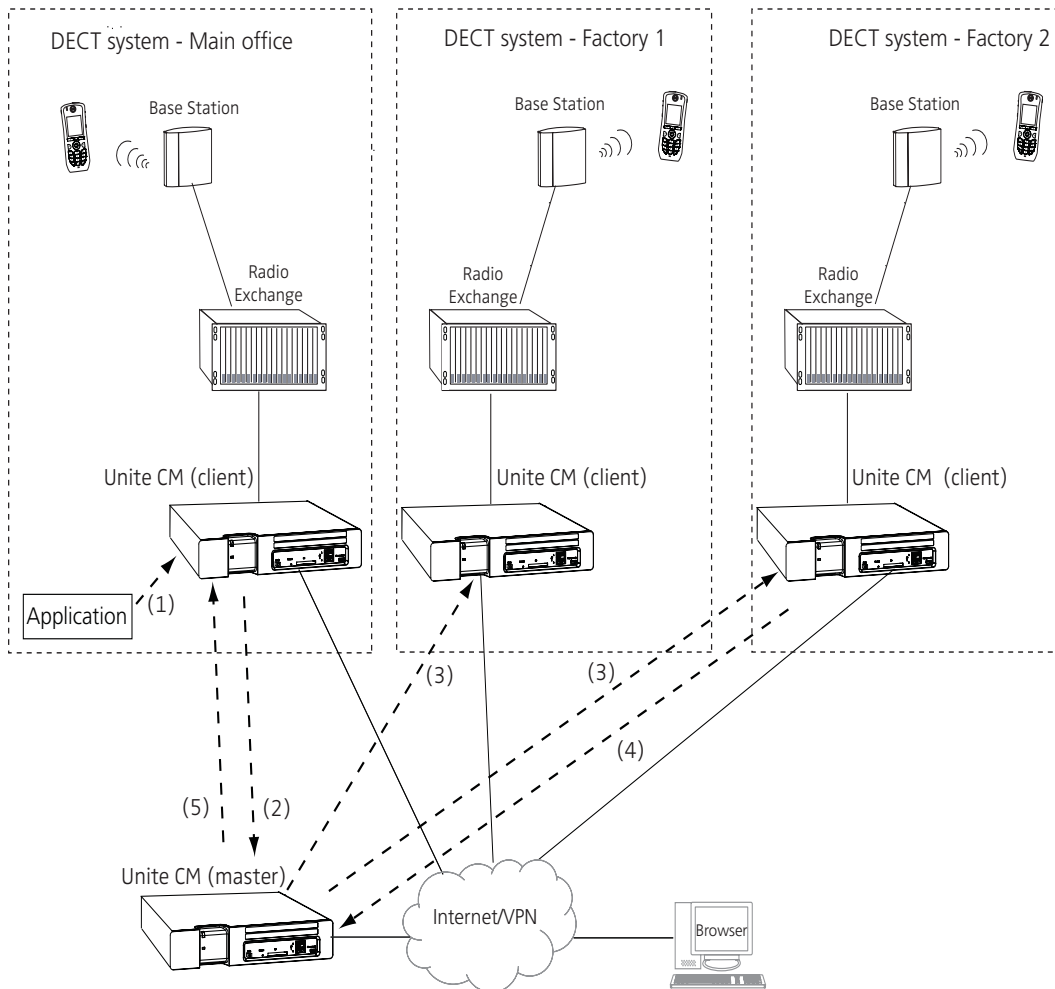 DECT system - Main office
DECT system - Factory 1
DECT system - Factory 2
Base Station
Base Station
Base Station
Radio
Exchange
Radio
Exchange
Radio
Exchange
Unite CM (client)
Unite CM (client)
Unite CM (client)
Application
(1)
(3)
(3)
(4)
(5)
(2)
Unite CM (master)
Internet/VPN
Browser